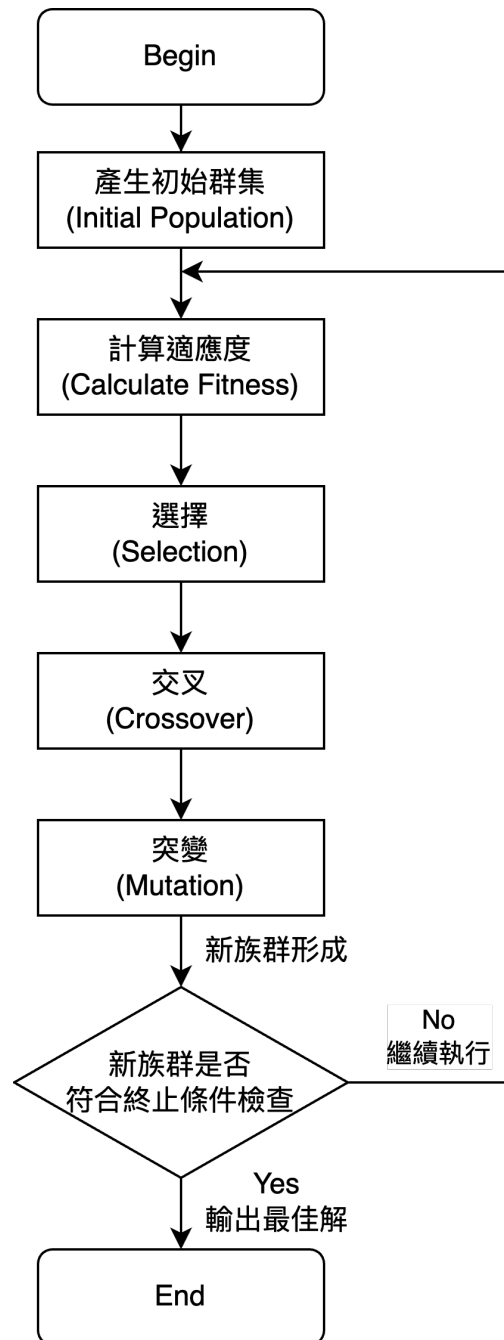 Begin
產生初始群集
(Initial Population)
計算適應度
(Calculate Fitness)
選擇
(Selection)
交叉
(Crossover)
突變
(Mutation)
新族群形成
新族群是否
符合終止條件檢查
No
繼續執行
Yes
輸出最佳解
End